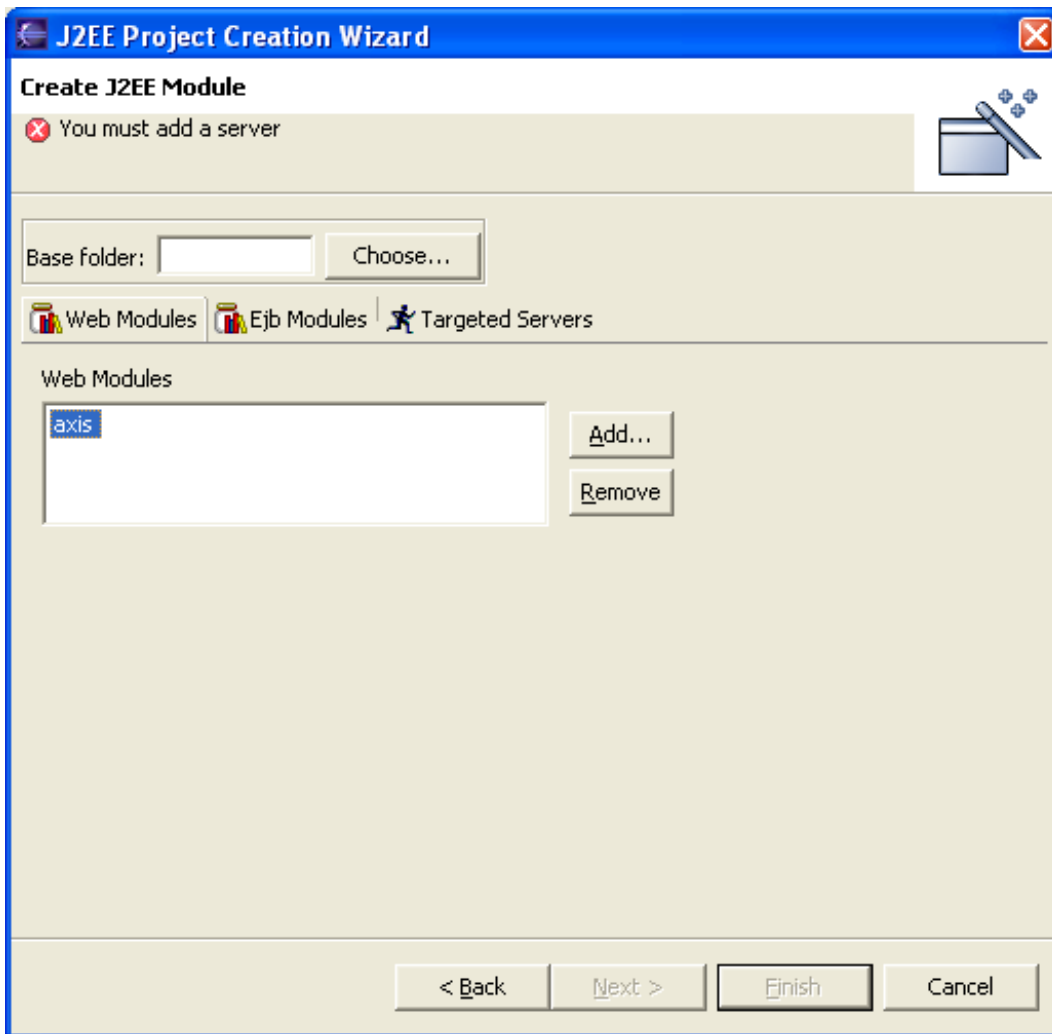 J2EE Project Creation Wizard
Create J2EE Module
You must add a server
Base folder: Choose...
Web Modules Ejb Modules Targeted Servers
Web Modules
axis
Add...
Remove
< Back Next > Finish Cancel